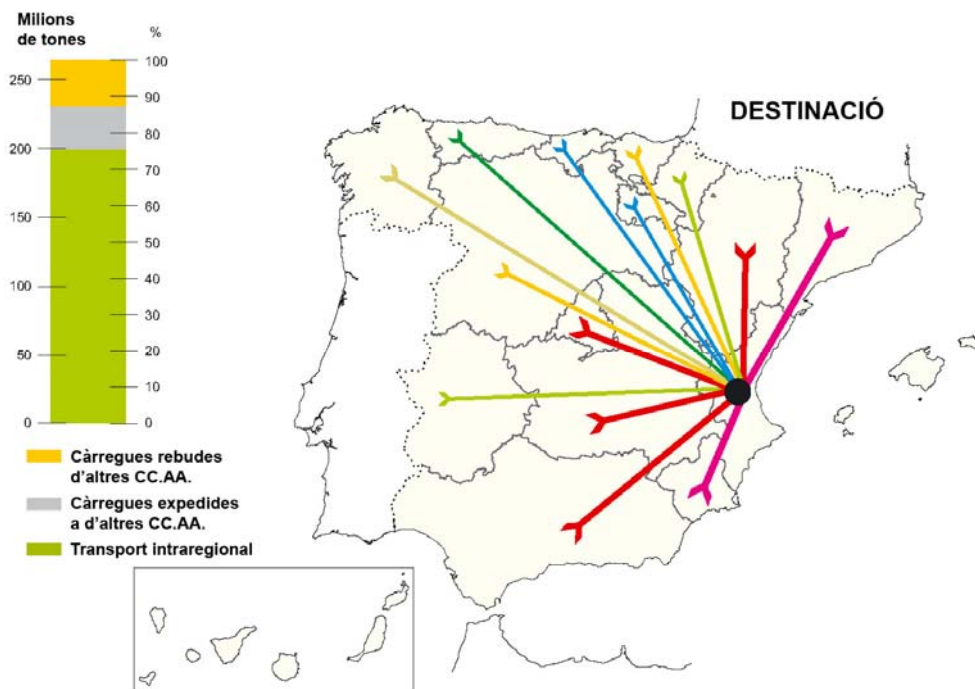 Milions
de tones
%
250
200
150
100
50
0
100
90
80
70
60
50
40
30
20
10
0
DESTINACIÓ
Càrregues rebudes
d'altres CC.AA.
Càrregues expedides
a d'altres CC.AA.
Transport intraregional